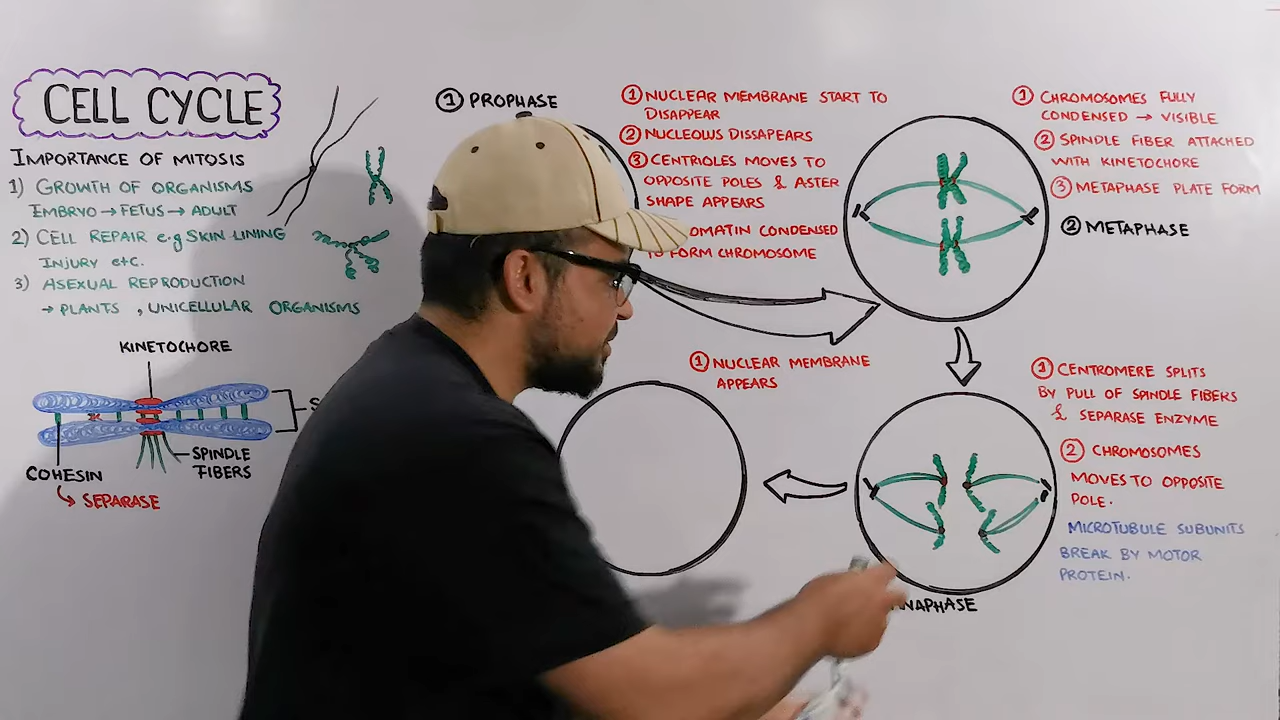 CELL CYCLE
IMPORTANCE OF MITOSIS
1) GROWTH OF ORGANISMS
EMBRYO → FETUS → ADULT
2) CELL REPAIR e.g SKIN LINING
INJURY etc.
3) ASEXUAL REPRODUCTION
→ PLANTS , UNICELLULAR ORGANISMS
KINETOCHORE
S
SPINDLE
FIBERS
COHESIN
SEPARASE
① PROPHASE
① NUCLEAR MEMBRANE START TO
DISAPPEAR
② NUCLEOLUS DISSAPEARS
③ CENTRIOLES MOVES TO
OPPOSITE POLES & ASTER
SHAPE APPEARS
OMATIN CONDENSED
TO FORM CHROMOSOME
① CHROMOSOMES FULLY
CONDENSED → VISIBLE
② SPINDLE FIBER ATTACHED
WITH KINETOCHORE
③ METAPHASE PLATE FORM
② METAPHASE
① NUCLEAR MEMBRANE
APPEARS
① CENTROMERE SPLITS
BY PULL OF SPINDLE FIBERS
& SEPARASE ENZYME
② CHROMOSOMES
MOVES TO OPPOSITE
POLE.
MICROTUBULE SUBUNITS
BREAK BY MOTOR
PROTEIN.
ANAPHASE